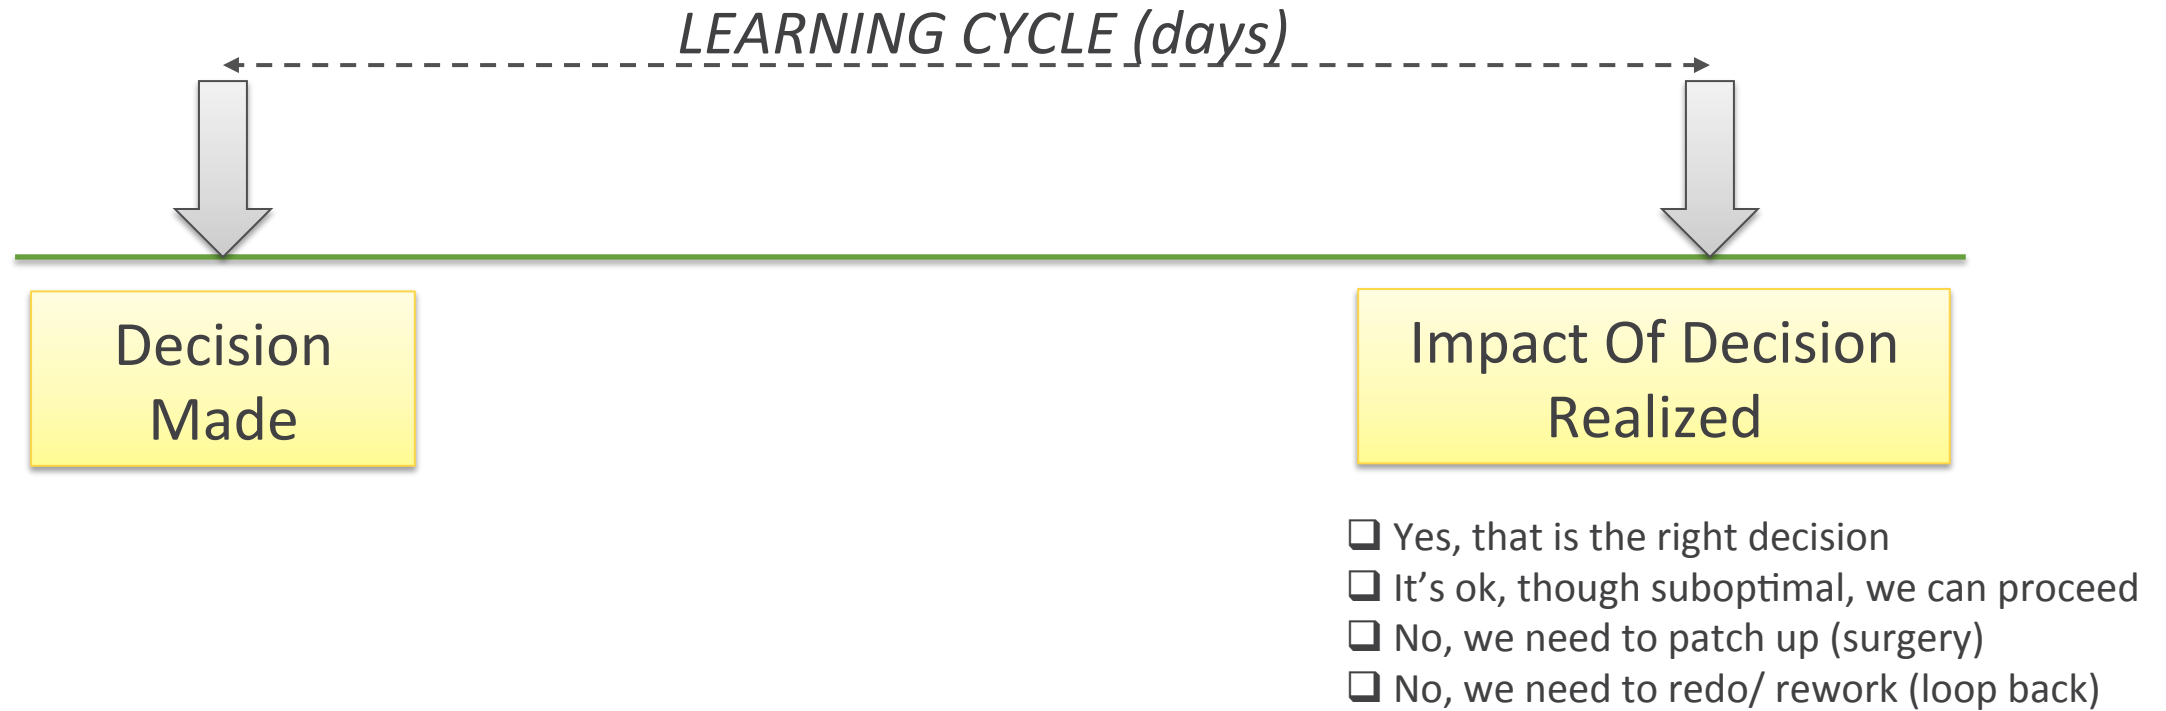 LEARNING CYCLE (days)
Decision
Made
Impact Of Decision
Realized
❑ Yes, that is the right decision
❑ It’s ok, though suboptimal, we can proceed
❑ No, we need to patch up (surgery)
❑ No, we need to redo/ rework (loop back)